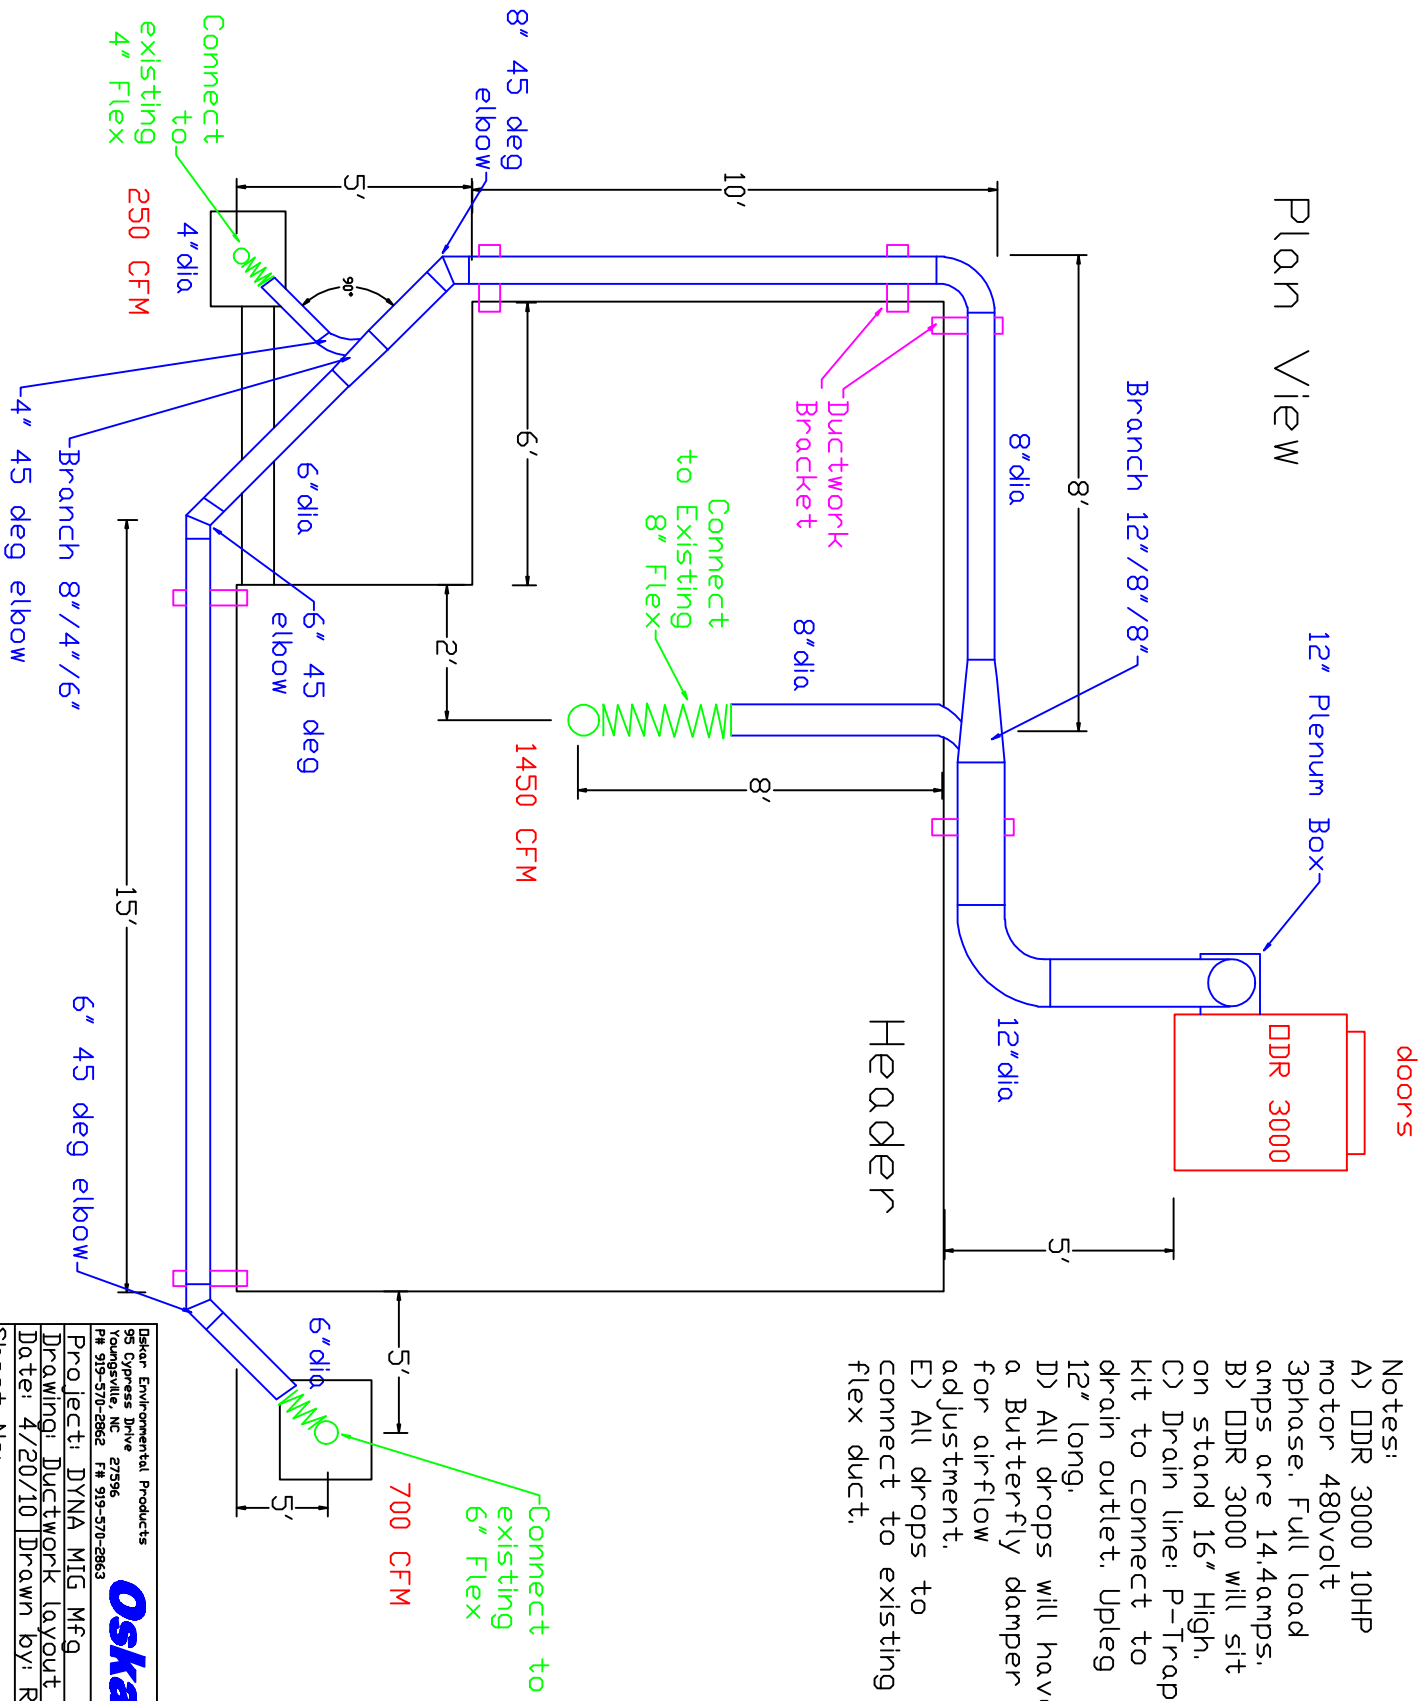 Plan View
12" Plenum Box
doors
ODR 3000
Branch 12"/8"/8"
8"dia
8'
12"dia
5'
Ductwork
Bracket
10'
8" 45 deg
elbow
6'
Connect
to Existing
8" Flex
8"dia
8'
1450 CFM
2'
Header
5'
Connect
to
existing
4" Flex
4"dia
250 CFM
90°
6"dia
6" 45 deg
elbow
Branch 8"/4"/6"
4" 45 deg elbow
15'
6" 45 deg elbow
6"dia
5'
5'
700 CFM
Connect to
existing
6" Flex
Notes:
A) ODR 3000 10HP
motor 480volt
3phase. Full load
amps are 14.4amps.
B) ODR 3000 will sit
on stand 16" High.
C) Drain line: P-Trap
kit to connect to
drain outlet. Upleg
12" long.
D) All drops will have
a Butterfly damper
for airflow
adjustment.
E) All drops to
connect to existing
flex duct.
Oskar Environmental Products
95 Cypress Drive
Youngsville, NC 27596
P# 919-570-2862 F# 919-570-2863
Oska
Project: DYNA MIG Mfg
Drawing: Ductwork layout
Date: 4/20/10 Drawn by: R